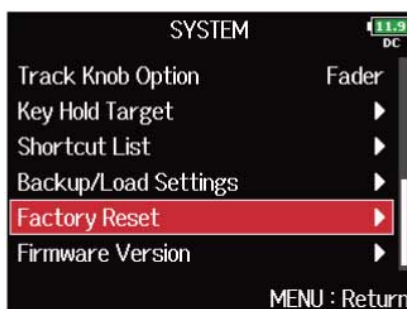 SYSTEM
11.9
DC
Track Knob Option Fader
Key Hold Target
Shortcut List
Backup/Load Settings
Factory Reset
Firmware Version
MENU : Return